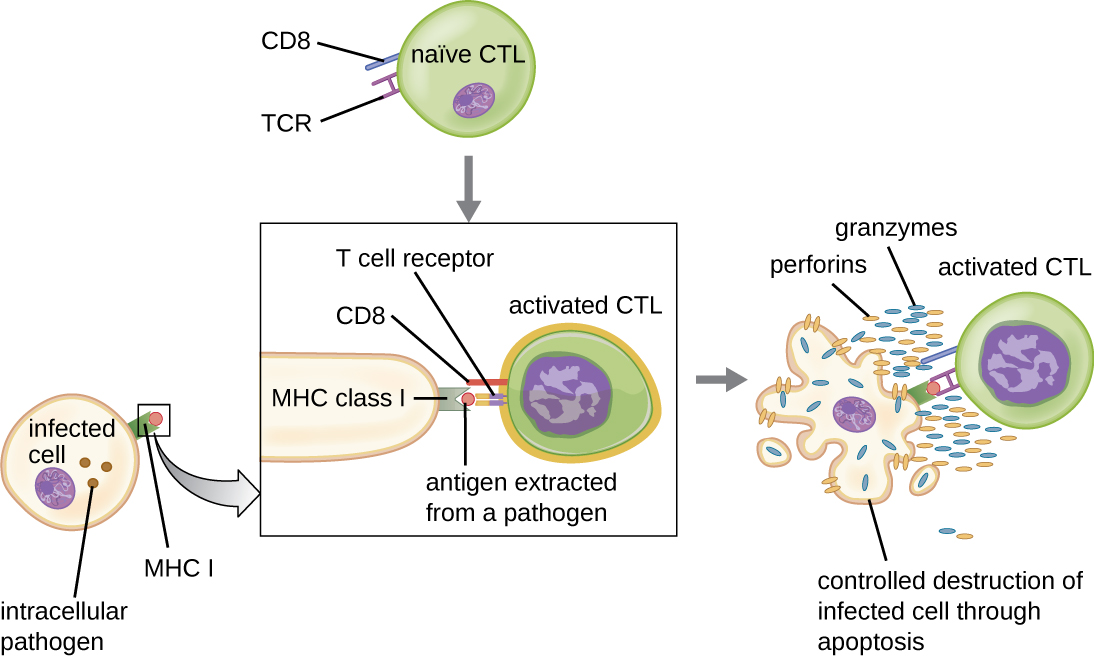 CD8
naïve CTL
TCR
T cell receptor
CD8
activated CTL
MHC class I
antigen extracted
from a pathogen
infected
cell
MHC I
intracellular
pathogen
granzymes
perforins
activated CTL
controlled destruction of
infected cell through
apoptosis